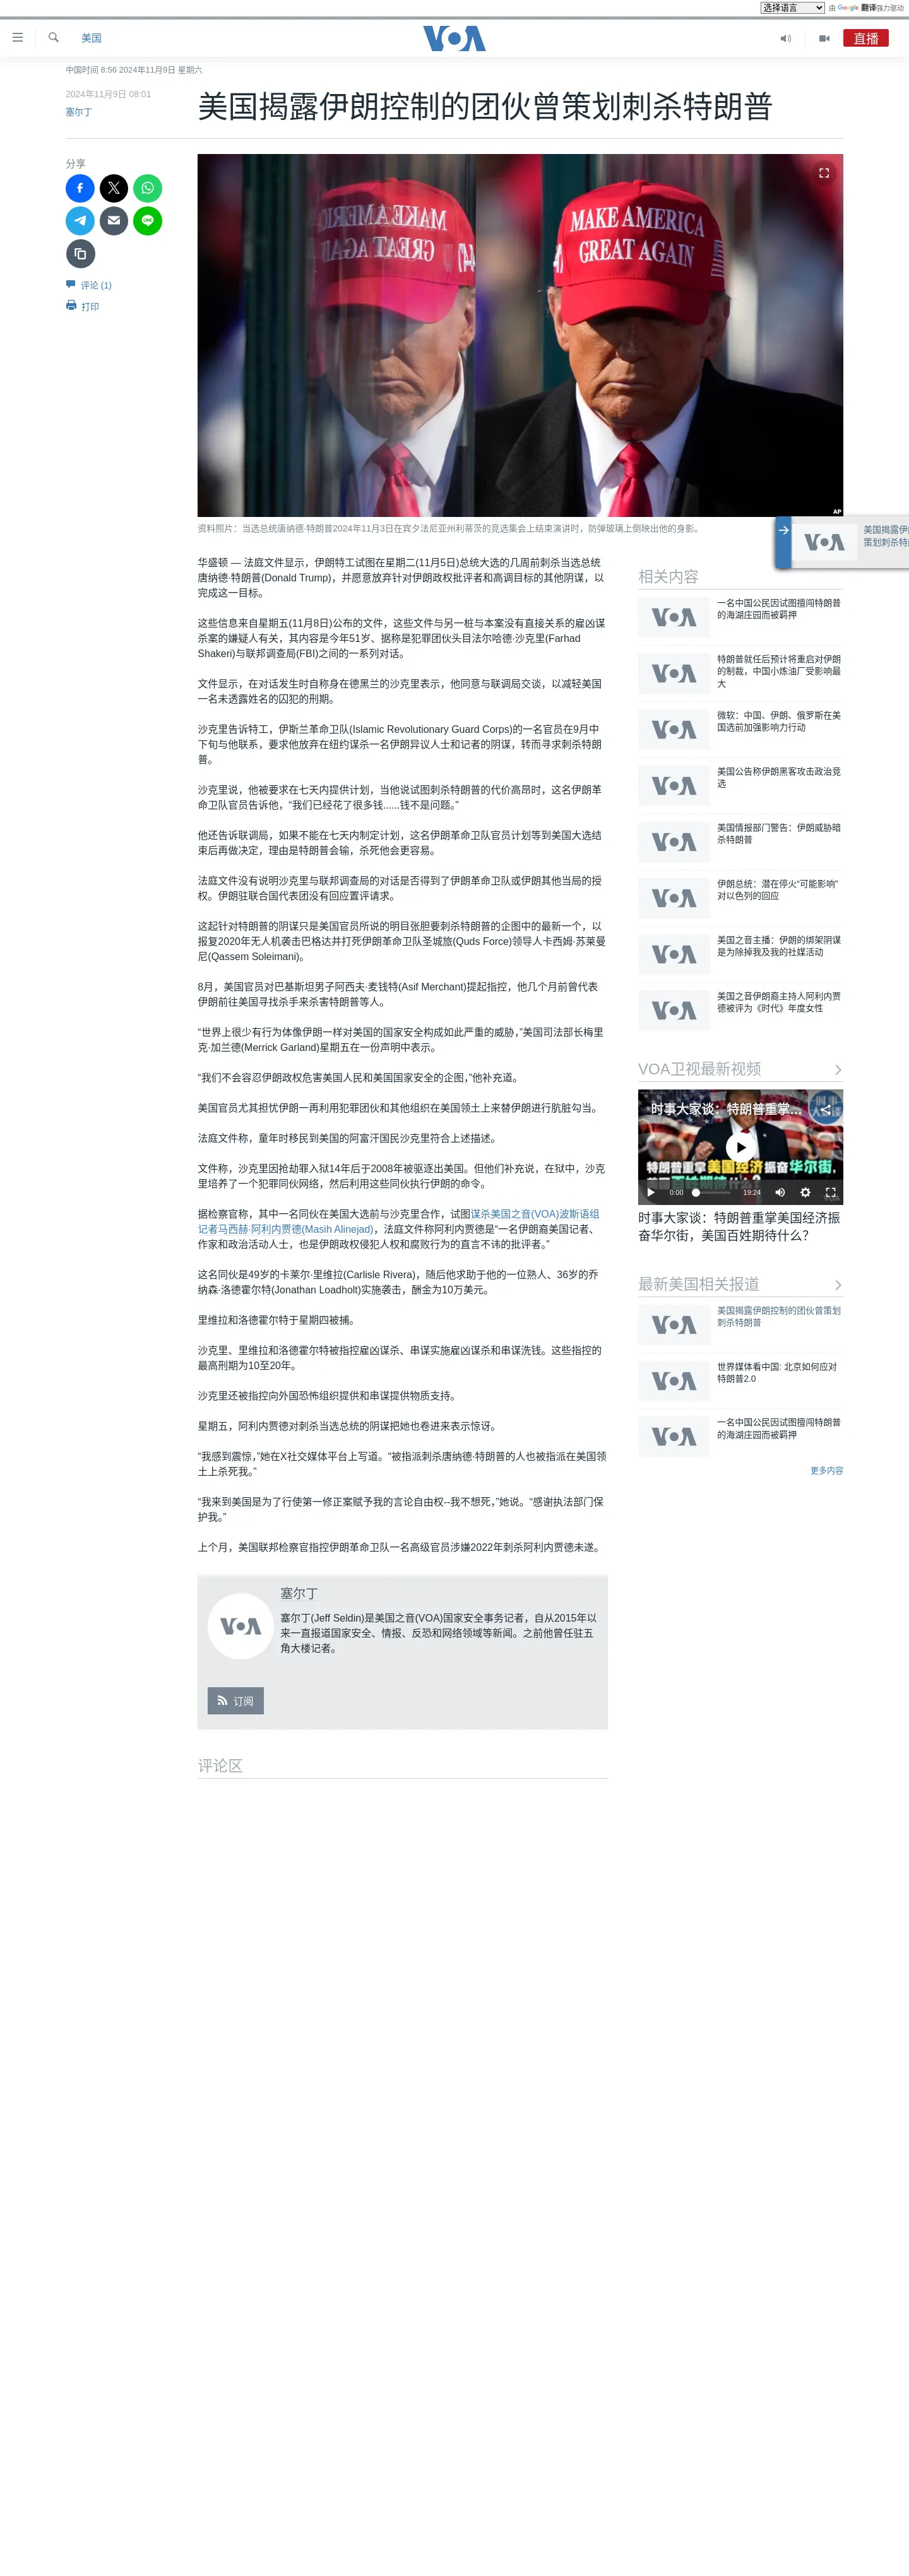 选择语言 由 Google 翻译强力驱动
美国
VOA
直播
中国时间 8:56 2024年11月9日 星期六
2024年11月9日 08:01
塞尔丁
美国揭露伊朗控制的团伙曾策划刺杀特朗普
分享
评论 (1)
打印
MAKE AMERICA
GREAT AGAIN
AP
资料照片：当选总统唐纳德·特朗普2024年11月3日在宾夕法尼亚州利蒂茨的竞选集会上结束演讲时，防弹玻璃上倒映出他的身影。
华盛顿 — 法庭文件显示，伊朗特工试图在星期二(11月5日)总统大选的几周前刺杀当选总统
唐纳德·特朗普(Donald Trump)，并愿意放弃针对伊朗政权批评者和高调目标的其他阴谋，以
完成这一目标。
这些信息来自星期五(11月8日)公布的文件，这些文件与另一桩与本案没有直接关系的雇凶谋
杀案的嫌疑人有关，其内容是今年51岁、据称是犯罪团伙头目法尔哈德·沙克里(Farhad
Shakeri)与联邦调查局(FBI)之间的一系列对话。
文件显示，在对话发生时自称身在德黑兰的沙克里表示，他同意与联调局交谈，以减轻美国
一名未透露姓名的囚犯的刑期。
沙克里告诉特工，伊斯兰革命卫队(Islamic Revolutionary Guard Corps)的一名官员在9月中
下旬与他联系，要求他放弃在纽约谋杀一名伊朗异议人士和记者的阴谋，转而寻求刺杀特朗
普。
沙克里说，他被要求在七天内提供计划，当他说试图刺杀特朗普的代价高昂时，这名伊朗革
命卫队官员告诉他，“我们已经花了很多钱......钱不是问题。”
他还告诉联调局，如果不能在七天内制定计划，这名伊朗革命卫队官员计划等到美国大选结
束后再做决定，理由是特朗普会输，杀死他会更容易。
法庭文件没有说明沙克里与联邦调查局的对话是否得到了伊朗革命卫队或伊朗其他当局的授
权。伊朗驻联合国代表团没有回应置评请求。
这起针对特朗普的阴谋只是美国官员所说的明目张胆要刺杀特朗普的企图中的最新一个，以
报复2020年无人机袭击巴格达并打死伊朗革命卫队圣城旅(Quds Force)领导人卡西姆·苏莱曼
尼(Qassem Soleimani)。
8月，美国官员对巴基斯坦男子阿西夫·麦钱特(Asif Merchant)提起指控，他几个月前曾代表
伊朗前往美国寻找杀手来杀害特朗普等人。
“世界上很少有行为体像伊朗一样对美国的国家安全构成如此严重的威胁，”美国司法部长梅里
克·加兰德(Merrick Garland)星期五在一份声明中表示。
“我们不会容忍伊朗政权危害美国人民和美国国家安全的企图，”他补充道。
美国官员尤其担忧伊朗一再利用犯罪团伙和其他组织在美国领土上来替伊朗进行肮脏勾当。
法庭文件称，童年时移民到美国的阿富汗国民沙克里符合上述描述。
文件称，沙克里因抢劫罪入狱14年后于2008年被驱逐出美国。但他们补充说，在狱中，沙克
里培养了一个犯罪同伙网络，然后利用这些同伙执行伊朗的命令。
据检察官称，其中一名同伙在美国大选前与沙克里合作，试图谋杀美国之音(VOA)波斯语组
记者马西赫·阿利内贾德(Masih Alinejad)，法庭文件称阿利内贾德是“一名伊朗裔美国记者、
作家和政治活动人士，也是伊朗政权侵犯人权和腐败行为的直言不讳的批评者。”
这名同伙是49岁的卡莱尔·里维拉(Carlisle Rivera)，随后他求助于他的一位熟人、36岁的乔
纳森·洛德霍尔特(Jonathan Loadholt)实施袭击，酬金为10万美元。
里维拉和洛德霍尔特于星期四被捕。
沙克里、里维拉和洛德霍尔特被指控雇凶谋杀、串谋实施雇凶谋杀和串谋洗钱。这些指控的
最高刑期为10至20年。
沙克里还被指控向外国恐怖组织提供和串谋提供物质支持。
星期五，阿利内贾德对刺杀当选总统的阴谋把她也卷进来表示惊讶。
“我感到震惊，”她在X社交媒体平台上写道。“被指派刺杀唐纳德·特朗普的人也被指派在美国领
土上杀死我。”
“我来到美国是为了行使第一修正案赋予我的言论自由权--我不想死，”她说。“感谢执法部门保
护我。”
上个月，美国联邦检察官指控伊朗革命卫队一名高级官员涉嫌2022年刺杀阿利内贾德未遂。
VOA
塞尔丁
塞尔丁(Jeff Seldin)是美国之音(VOA)国家安全事务记者，自从2015年以
来一直报道国家安全、情报、反恐和网络领域等新闻。之前他曾任驻五
角大楼记者。
订阅
评论区
VOA
美国揭露伊
策划刺杀特
相关内容
VOA
一名中国公民因试图擅闯特朗普
的海湖庄园而被羁押
VOA
特朗普就任后预计将重启对伊朗
的制裁，中国小炼油厂受影响最
大
VOA
微软：中国、伊朗、俄罗斯在美
国选前加强影响力行动
VOA
美国公告称伊朗黑客攻击政治竞
选
VOA
美国情报部门警告：伊朗威胁暗
杀特朗普
VOA
伊朗总统：潜在停火“可能影响”
对以色列的回应
VOA
美国之音主播：伊朗的绑架阴谋
是为除掉我及我的社媒活动
VOA
美国之音伊朗裔主持人阿利内贾
德被评为《时代》年度女性
VOA卫视最新视频
时事大家谈：特朗普重掌...
特朗普重掌美国经济振奋华尔街，
0:00
19:24
时事大家谈：特朗普重掌美国经济振
奋华尔街，美国百姓期待什么？
最新美国相关报道
VOA
美国揭露伊朗控制的团伙曾策划
刺杀特朗普
VOA
世界媒体看中国: 北京如何应对
特朗普2.0
VOA
一名中国公民因试图擅闯特朗普
的海湖庄园而被羁押
更多内容